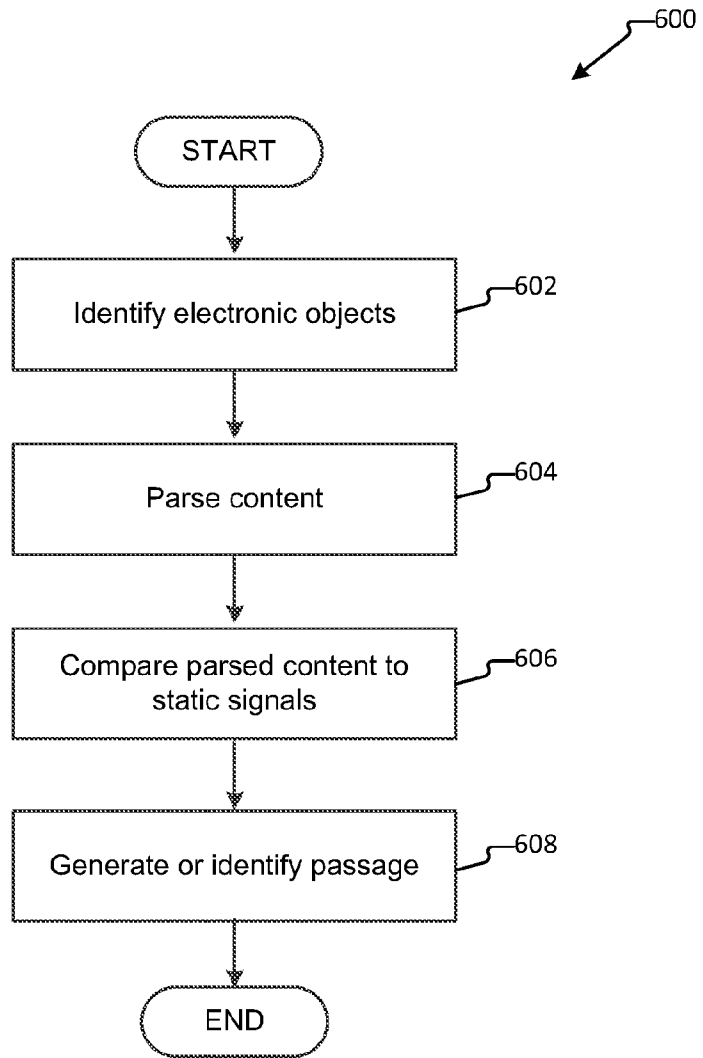 600
START
602
Identify electronic objects
604
Parse content
606
Compare parsed content to
static signals
608
Generate or identify passage
END